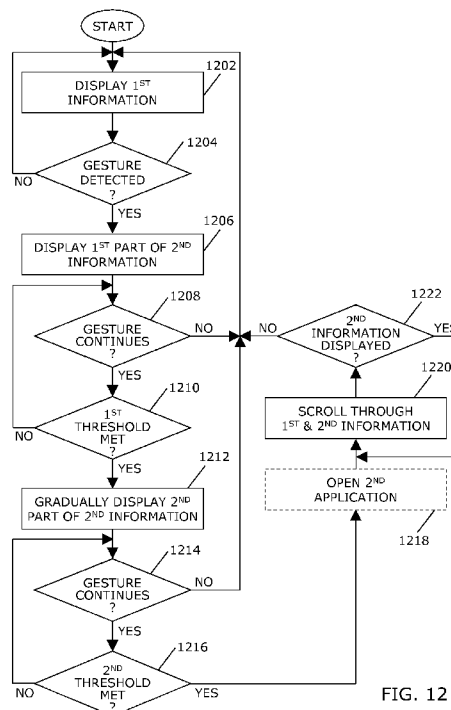 START
1202
DISPLAY 1ST
INFORMATION
1204
GESTURE
DETECTED
?
NO
YES
1206
DISPLAY 1ST PART OF 2ND
INFORMATION
1208
GESTURE
CONTINUES
?
NO
YES
1210
1ST
THRESHOLD
MET
?
NO
YES
1212
GRADUALLY DISPLAY 2ND
PART OF 2ND INFORMATION
1214
GESTURE
CONTINUES
?
NO
YES
1216
2ND
THRESHOLD
MET
?
NO
YES
1222
2ND
INFORMATION
DISPLAYED
?
NO
YES
1220
SCROLL THROUGH
1ST & 2ND INFORMATION
OPEN 2ND
APPLICATION
1218
FIG. 12